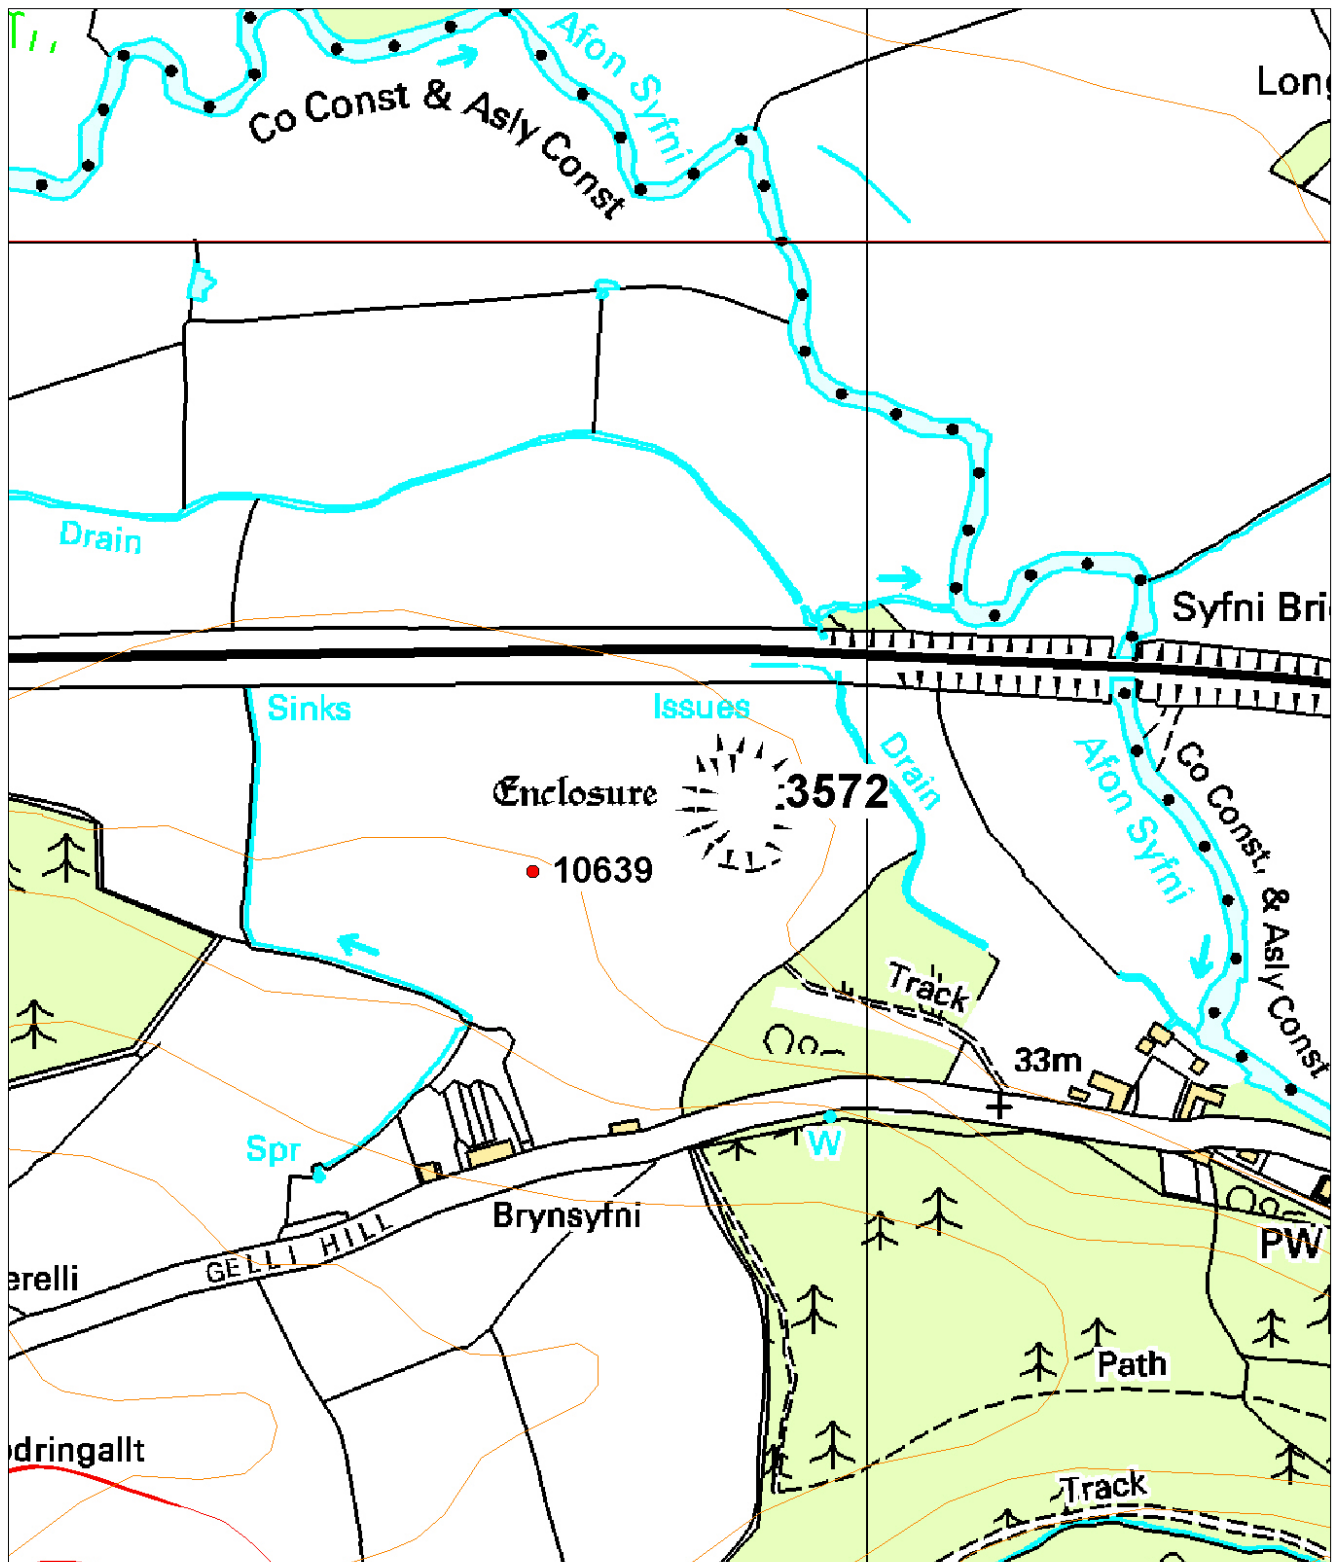 Afon Syfni
Co Const & Asly Const
Long
Drain
Syfni Bri
Sinks
Issues
Drain
Afon Syfni
Co Const, & Asly Const
Enclosure
3572
10639
Track
33m
Spr
W
Brynsyfni
GELLI HILL
PW
erelli
Path
odringallt
Track